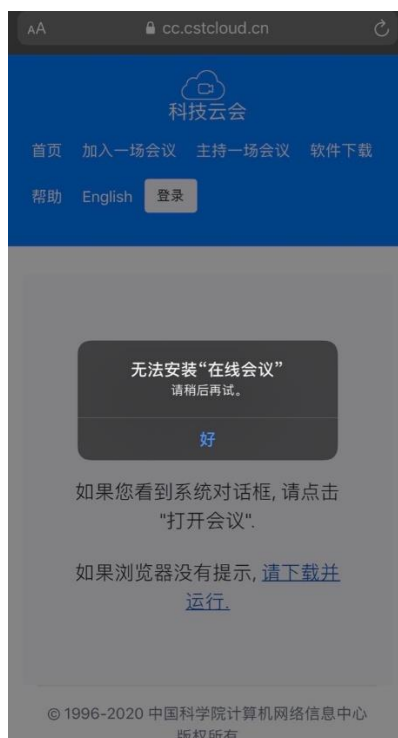 AA cc.cstcloud.cn
科技云会
首页 加入一场会议 主持一场会议 软件下载
帮助 English 登录
无法安装“在线会议”
请稍后再试。
好
如果您看到系统对话框, 请点击
"打开会议".
如果浏览器没有提示, 请下载并
运行.
© 1996-2020 中国科学院计算机网络信息中心
版权所有